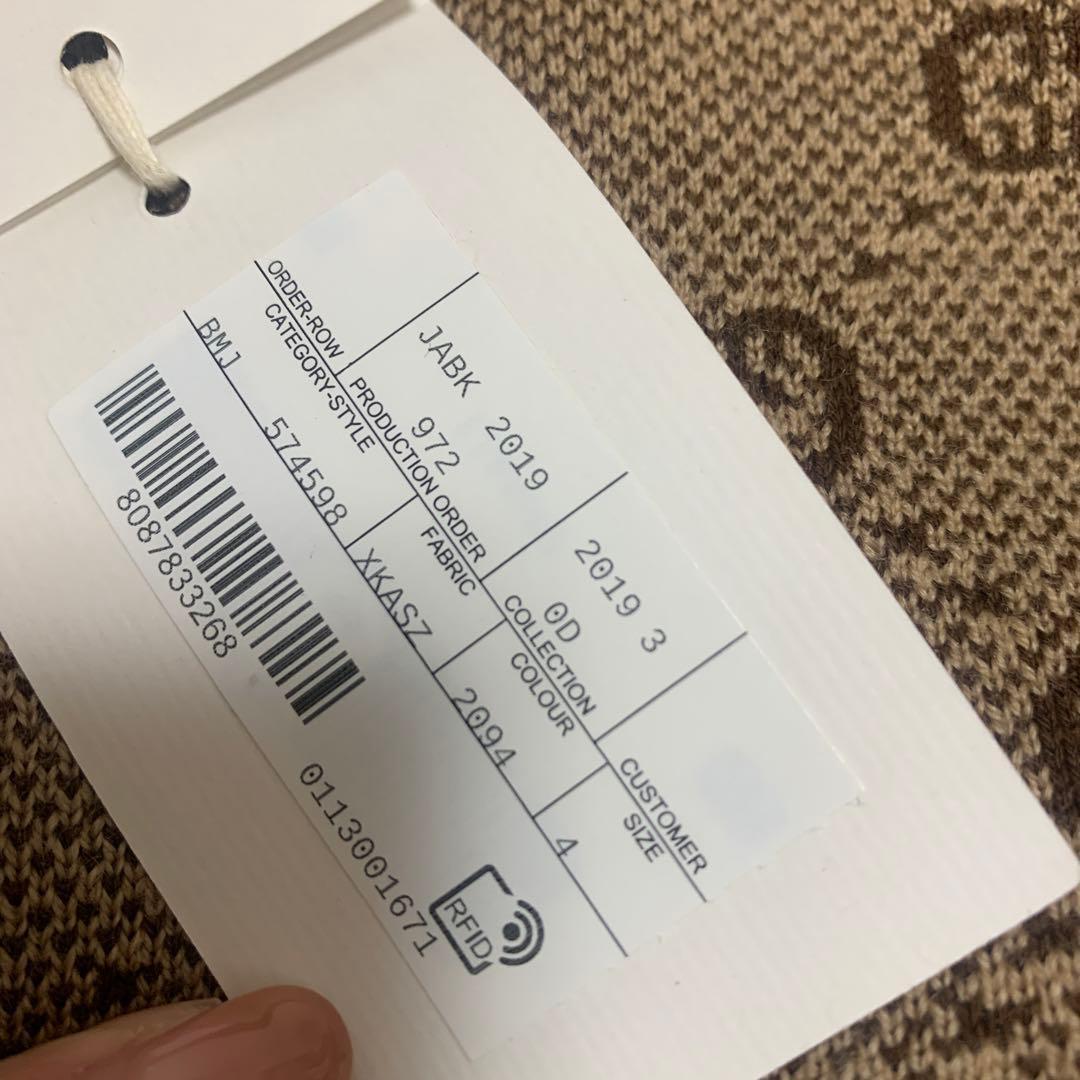 JABK 2019 2019 3
972 0D
ORDER-ROW PRODUCTION ORDER COLLECTION CUSTOMER
CATEGORY-STYLE FABRIC COLOUR SIZE
BMJ 574598 XKASZ 2094 4
8087833268 01130001671
RFID